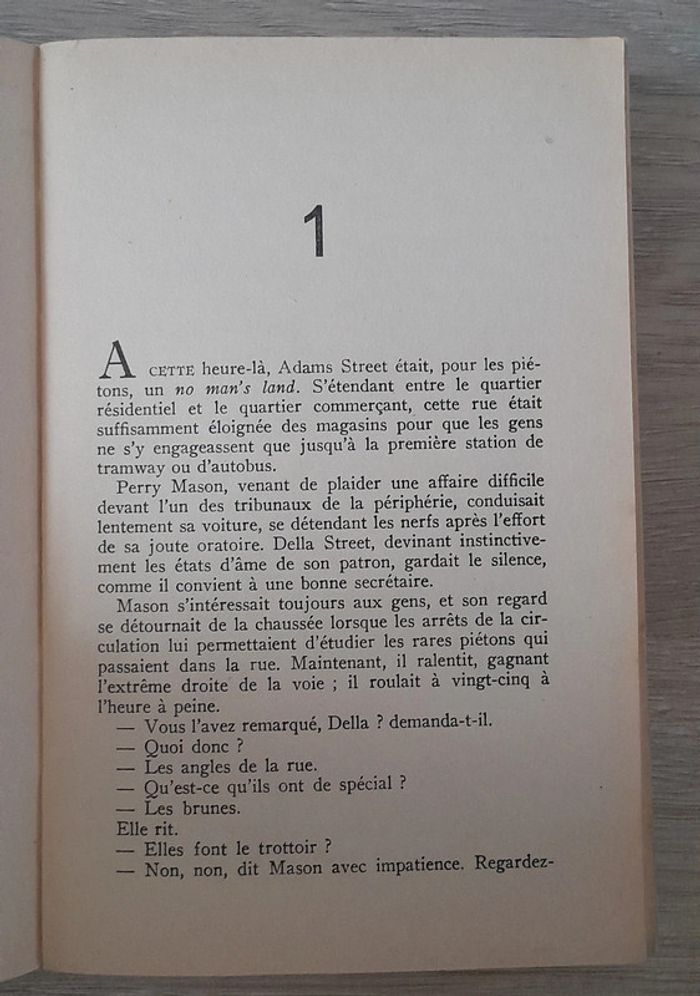 1
A CETTE heure-là, Adams Street était, pour les pié-
tons, un no man's land. S'étendant entre le quartier
résidentiel et le quartier commerçant, cette rue était
suffisamment éloignée des magasins pour que les gens
ne s'y engageassent que jusqu'à la première station de
tramway ou d'autobus.
Perry Mason, venant de plaider une affaire difficile
devant l'un des tribunaux de la périphérie, conduisait
lentement sa voiture, se détendant les nerfs après l'effort
de sa joute oratoire. Della Street, devinant instinctive-
ment les états d'âme de son patron, gardait le silence,
comme il convient à une bonne secrétaire.
Mason s'intéressait toujours aux gens, et son regard
se détournait de la chaussée lorsque les arrêts de la cir-
culation lui permettaient d'étudier les rares piétons qui
passaient dans la rue. Maintenant, il ralentit, gagnant
l'extrême droite de la voie ; il roulait à vingt-cinq à
l'heure à peine.
— Vous l'avez remarqué, Della ? demanda-t-il.
— Quoi donc ?
— Les angles de la rue.
— Qu'est-ce qu'ils ont de spécial ?
— Les brunes.
Elle rit.
— Elles font le trottoir ?
— Non, non, dit Mason avec impatience. Regardez-